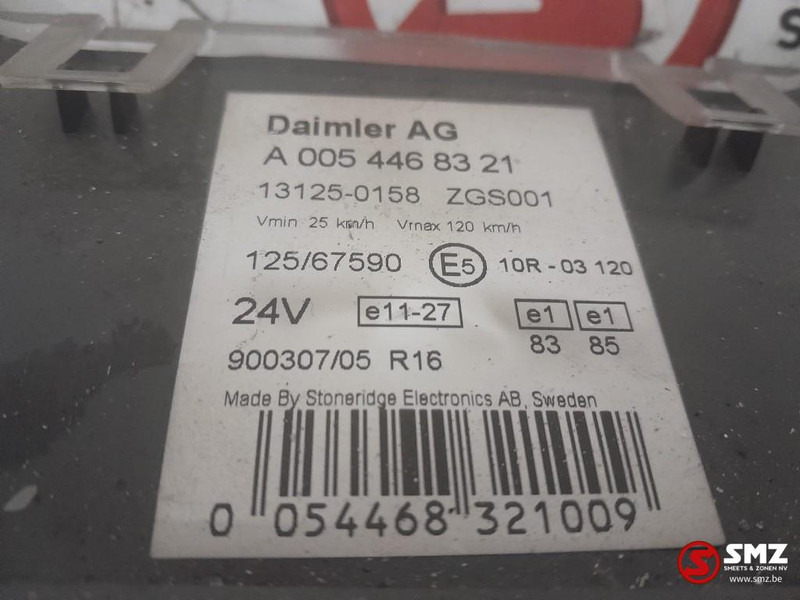 Daimler AG
A 005 446 83 21
13125-0158 ZGS001
Vmin 25 km/h Vmax 120 km/h
125/67590 E5 10R - 03 120
24V e11-27 e1 e1
83 85
900307/05 R16
Made By Stoneridge Electronics AB, Sweden
0 054468 321009
SMZ
SMEETS & ZONEN NV
www.smz.be